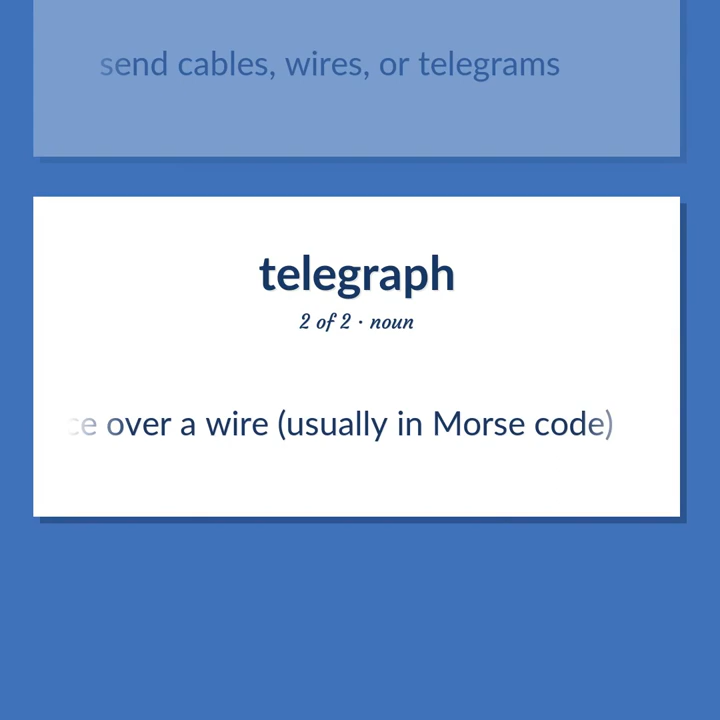 send cables, wires, or telegrams
telegraph
2 of 2 · noun
over a wire (usually in Morse code)